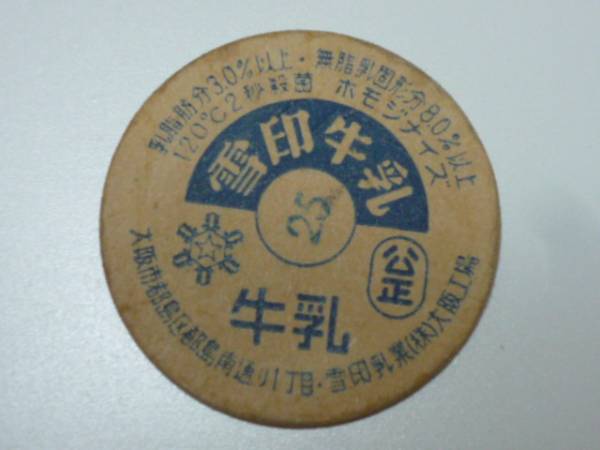 乳脂肪分3.0%以上・無脂乳固形分8.0%以上
120℃2秒殺菌 ホモジナイズ
雪印牛乳
25
公正
牛乳
大阪市都島区都島南通り1丁目・雪印乳業(株)大阪工場